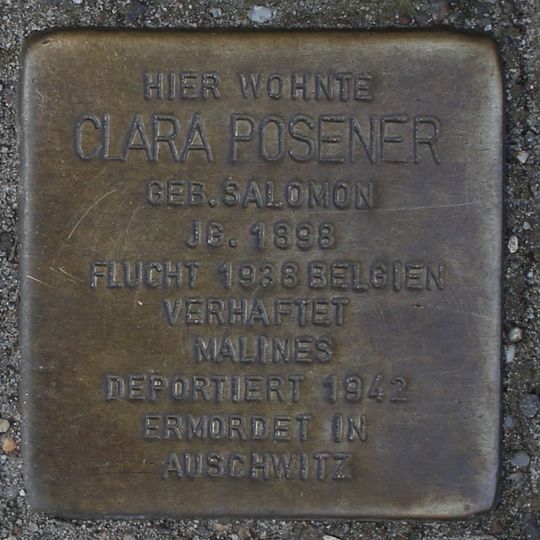 HIER WOHNTE
CLARA POSENER
GEB. SALOMON
JG. 1898
FLUCHT 1938 BELGIEN
VERHAFTET
MALINES
DEPORTIERT 1942
ERMORDET IN
AUSCHWITZ